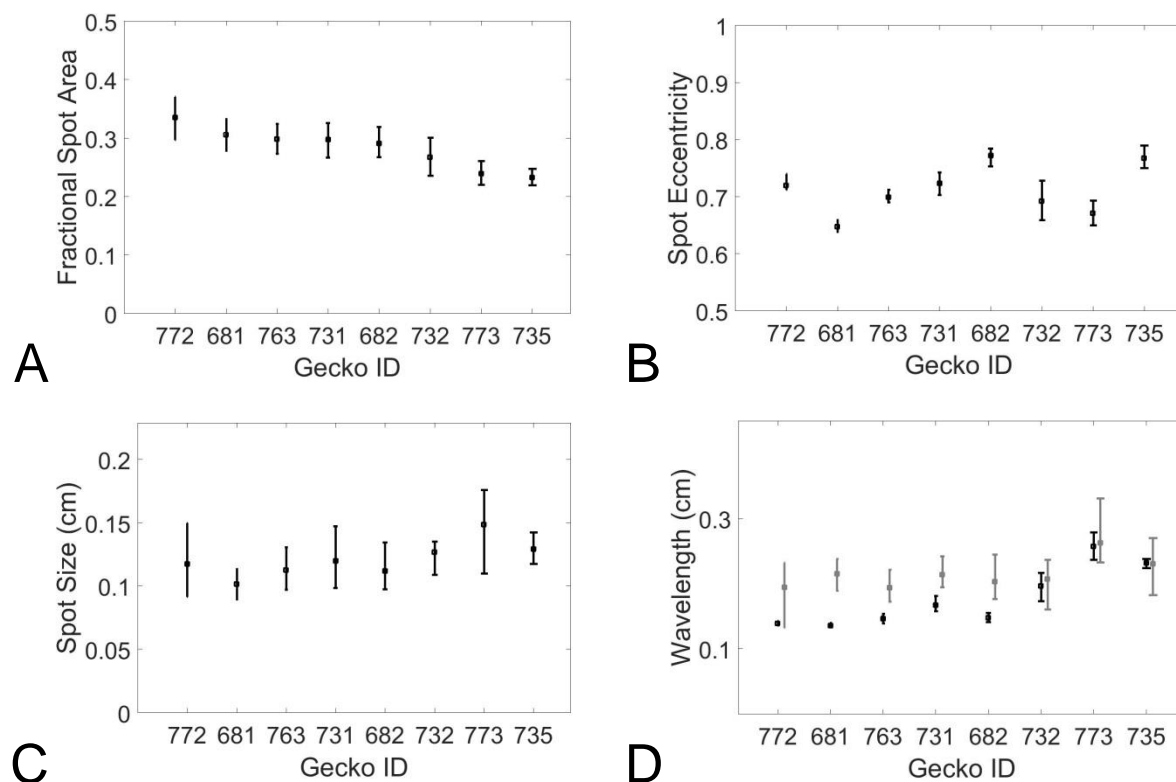 0.5
0.4
0.3
0.2
0.1
0
Fractional Spot Area
772 681 763 731 682 732 773 735
Gecko ID
A
1
0.9
0.8
0.7
0.6
0.5
Spot Eccentricity
772 681 763 731 682 732 773 735
Gecko ID
B
0.2
0.15
0.1
0.05
0
Spot Size (cm)
772 681 763 731 682 732 773 735
Gecko ID
C
0.3
0.1
Wavelength (cm)
772 681 763 731 682 732 773 735
Gecko ID
D